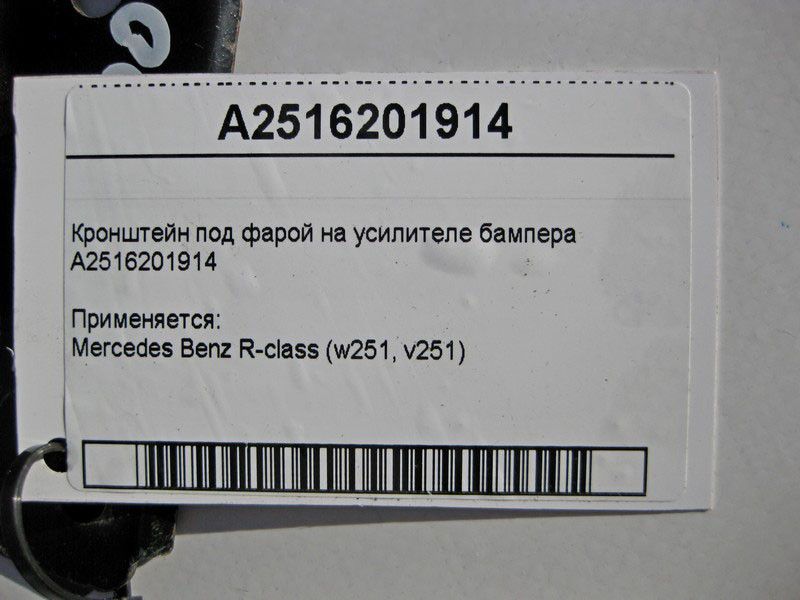 A2516201914
Кронштейн под фарой на усилителе бампера
A2516201914
Применяется:
Mercedes Benz R-class (w251, v251)